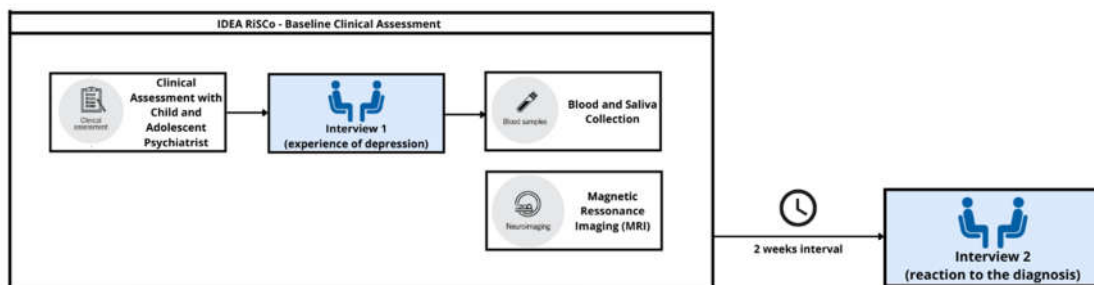 IDEA RiSCo - Baseline Clinical Assessment
Clinical
Assessment with
Child and
Adolescent
Psychiatrist
Clinical
assessment
Interview 1
(experience of depression)
Blood and Saliva
Collection
Blood samples
Magnetic
Ressonance
Imaging (MRI)
Neuroimaging
2 weeks interval
Interview 2
(reaction to the diagnosis)